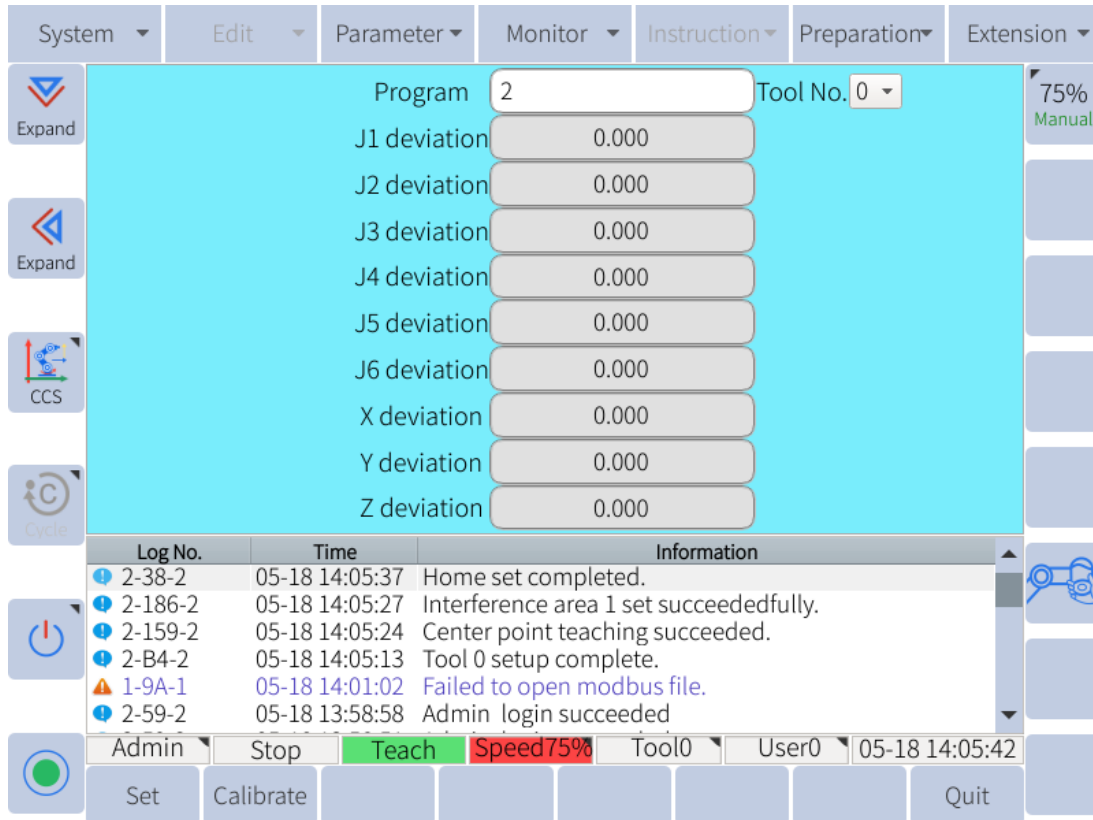 System Edit Parameter Monitor Instruction Preparation Extension
Expand
Program 2 Tool No. 0
75%
Manual
J1 deviation 0.000
J2 deviation 0.000
J3 deviation 0.000
Expand
J4 deviation 0.000
J5 deviation 0.000
J6 deviation 0.000
CCS
X deviation 0.000
Y deviation 0.000
Z deviation 0.000
Cycle
Log No. Time Information
2-38-2 05-18 14:05:37 Home set completed.
2-186-2 05-18 14:05:27 Interference area 1 set succeededfully.
2-159-2 05-18 14:05:24 Center point teaching succeeded.
2-B4-2 05-18 14:05:13 Tool 0 setup complete.
1-9A-1 05-18 14:01:02 Failed to open modbus file.
2-59-2 05-18 13:58:58 Admin login succeeded
Admin Stop Teach Speed75% Tool0 User0 05-18 14:05:42
Set Calibrate Quit